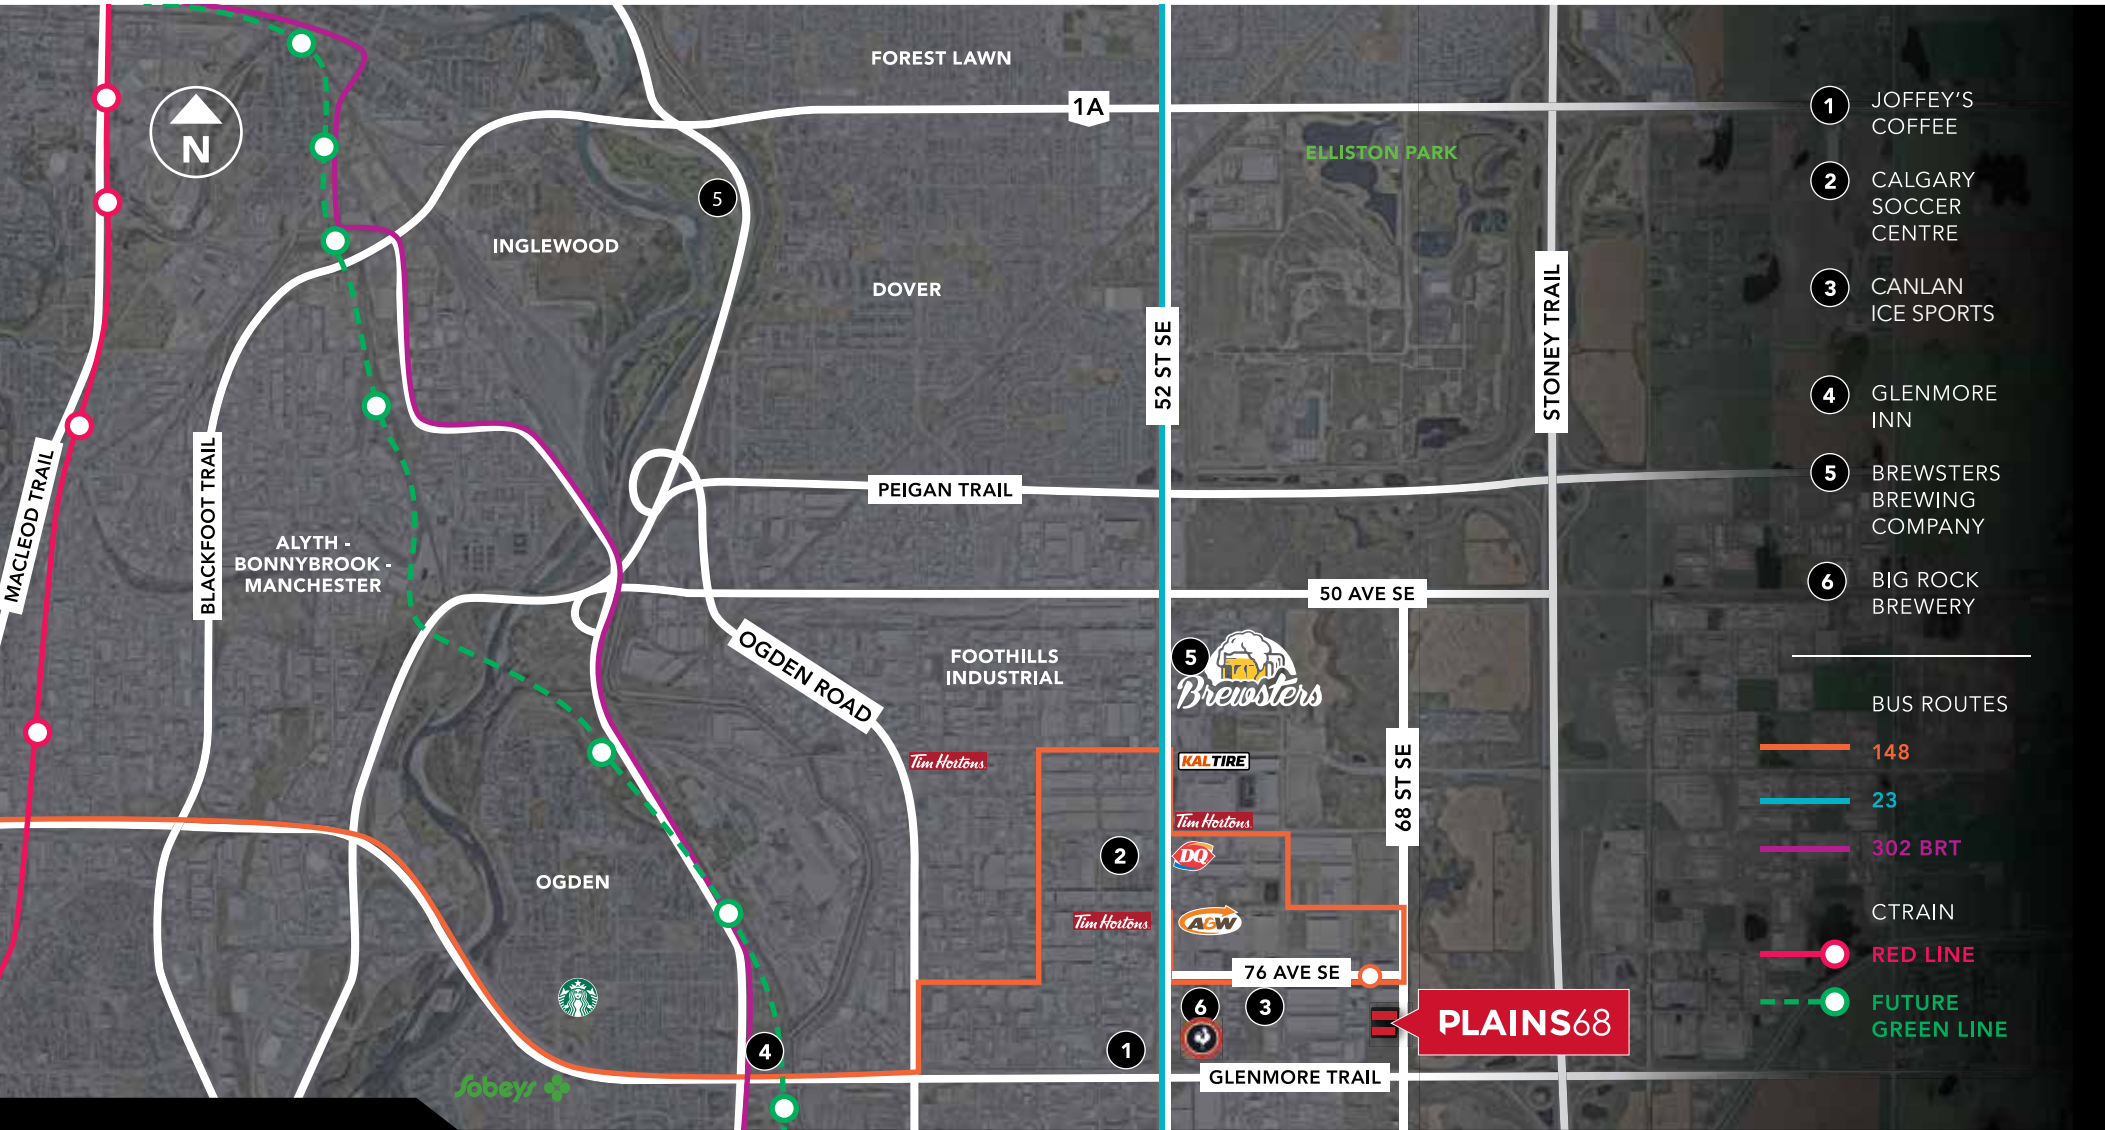 FOREST LAWN
1A
N
ELLISTON PARK
5
INGLEWOOD
DOVER
52 ST SE
STONEY TRAIL
MACLEOD TRAIL
BLACKFOOT TRAIL
PEIGAN TRAIL
ALYTH -
BONNYBROOK -
MANCHESTER
50 AVE SE
OGDEN ROAD
FOOTHILLS
INDUSTRIAL
5
Brewsters
Tim Hortons
KALTIRE
68 ST SE
Tim Hortons
2
DQ
OGDEN
Tim Hortons
A&W
76 AVE SE
6
3
PLAINS68
4
1
GLENMORE TRAIL
Sobeys
1 JOFFEY'S
COFFEE
2 CALGARY
SOCCER
CENTRE
3 CANLAN
ICE SPORTS
4 GLENMORE
INN
5 BREWSTERS
BREWING
COMPANY
6 BIG ROCK
BREWERY
BUS ROUTES
148
23
302 BRT
CTRAIN
RED LINE
FUTURE
GREEN LINE